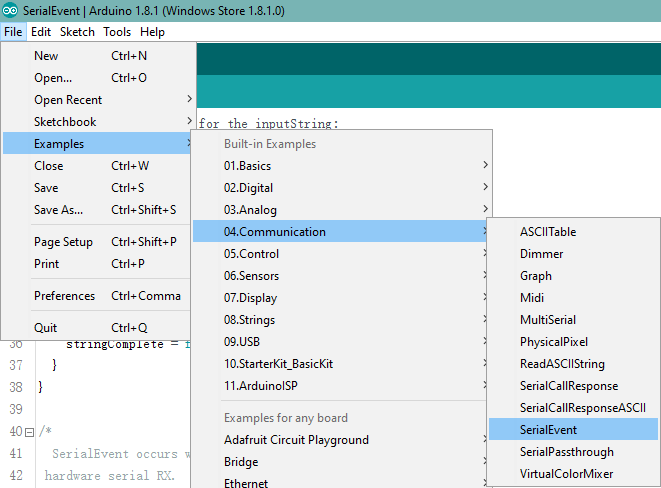 SerialEvent | Arduino 1.8.1 (Windows Store 1.8.1.0)
File Edit Sketch Tools Help
New Ctrl+N
Open... Ctrl+O
Open Recent
Sketchbook
Examples
Close Ctrl+W
Save Ctrl+S
Save As... Ctrl+Shift+S
Page Setup Ctrl+Shift+P
Print Ctrl+P
Preferences Ctrl+Comma
Quit Ctrl+Q
for the inputString:
Built-in Examples
01.Basics
02.Digital
03.Analog
04.Communication
05.Control
06.Sensors
07.Display
08.Strings
09.USB
10.StarterKit_BasicKit
11.ArduinoISP
Examples for any board
Adafruit Circuit Playground
Bridge
Ethernet
ASCIITable
Dimmer
Graph
Midi
MultiSerial
PhysicalPixel
ReadASCIIString
SerialCallResponse
SerialCallResponseASCII
SerialEvent
SerialPassthrough
VirtualColorMixer
36 stringComplete = f
37 }
38 }
39
40 /*
41 SerialEvent occurs w
42 hardware serial RX.